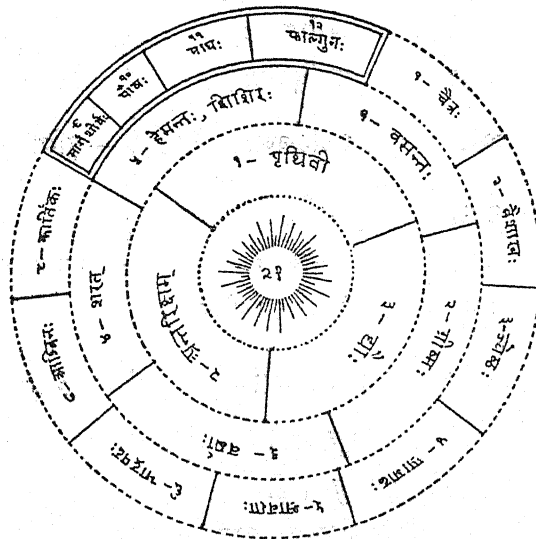 १- चैत्रः
२- वैशाखः
३- ज्येष्ठः
४- आषाढः
५- श्रावणः
६- भाद्रपदः
७- आश्विनः
८- कार्तिकः
९
मार्गशीर्षः
१०
पौषः
११
माघः
१२
फाल्गुनः
१- वसन्तः
२- ग्रीष्मः
३- वर्षाः
४- शरत्
५- हेमन्तः, शिशिरः
१- पृथिवी
२- अन्तरिक्षम्
३- द्यौः
२१